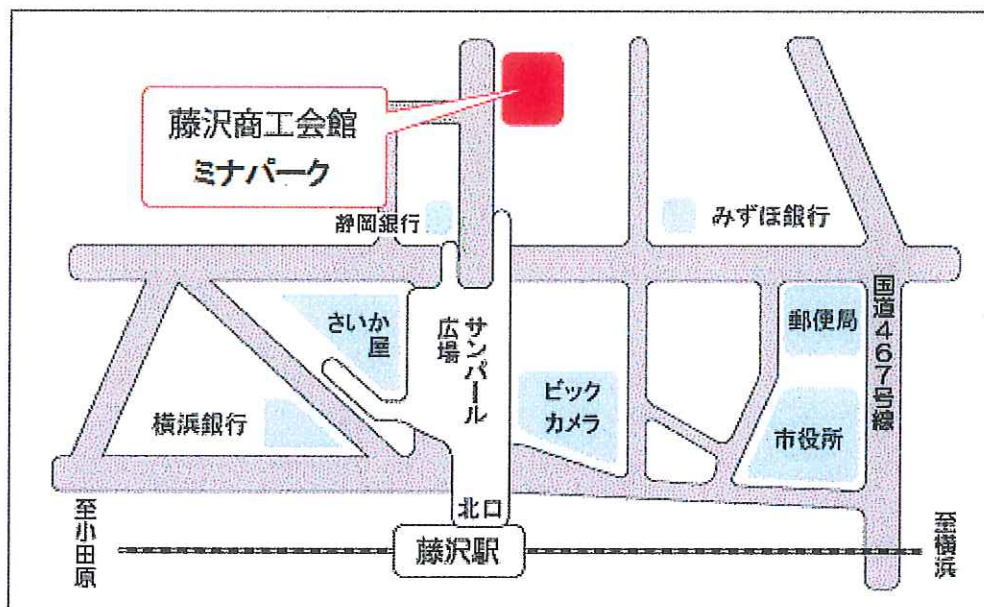 藤沢商工会館
ミナパーク
静岡銀行
みずほ銀行
さいか
屋
サンパール
広場
ビック
カメラ
郵便局
市役所
国道467号線
横浜銀行
北口
藤沢駅
至小田原
至横浜